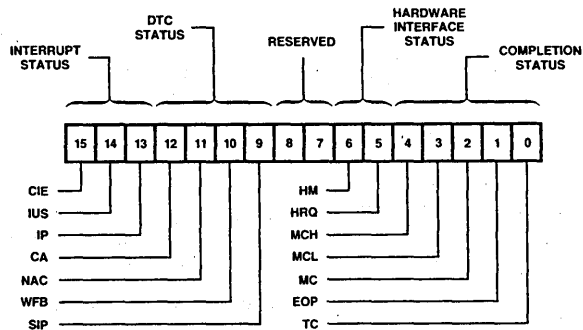 INTERRUPT
STATUS
DTC
STATUS
RESERVED
HARDWARE
INTERFACE
STATUS
COMPLETION
STATUS
15 14 13 12 11 10 9 8 7 6 5 4 3 2 1 0
CIE
IUS
IP
CA
NAC
WFB
SIP
HM
HRQ
MCH
MCL
MC
EOP
TC